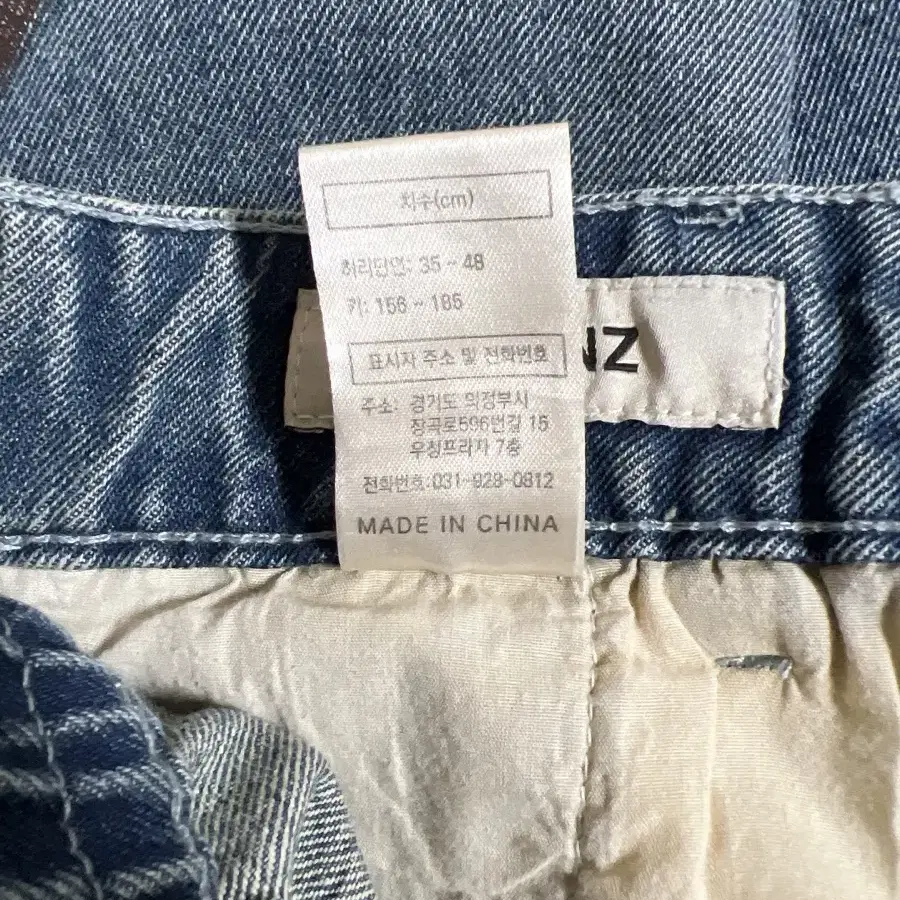 치수(cm)
허리단면: 35 ~ 48
키: 156 ~ 185
표시자 주소 및 전화번호
주소: 경기도 의정부시
장곡로596번길 15
우정프라자 7층
전화번호:031-928-0812
MADE IN CHINA
NZ